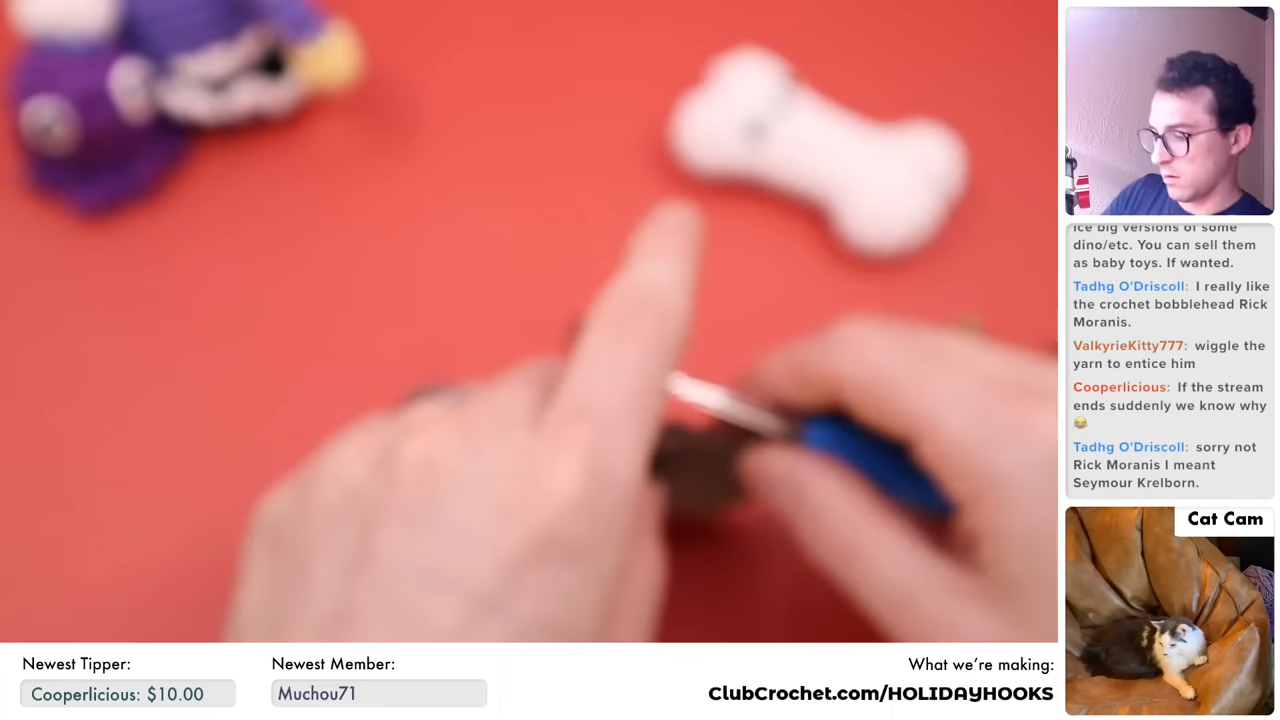 ice big versions of some
dino/etc. You can sell them
as baby toys. If wanted.
Tadhg O'Driscoll: I really like
the crochet bobblehead Rick
Moranis.
ValkyrieKitty777: wiggle the
yarn to entice him
Cooperlicious: If the stream
ends suddenly we know why
😂
Tadhg O'Driscoll: sorry not
Rick Moranis I meant
Seymour Krelborn.
Cat Cam
Newest Tipper:
Cooperlicious: $10.00
Newest Member:
Muchou71
What we're making:
ClubCrochet.com/HOLIDAYHOOKS